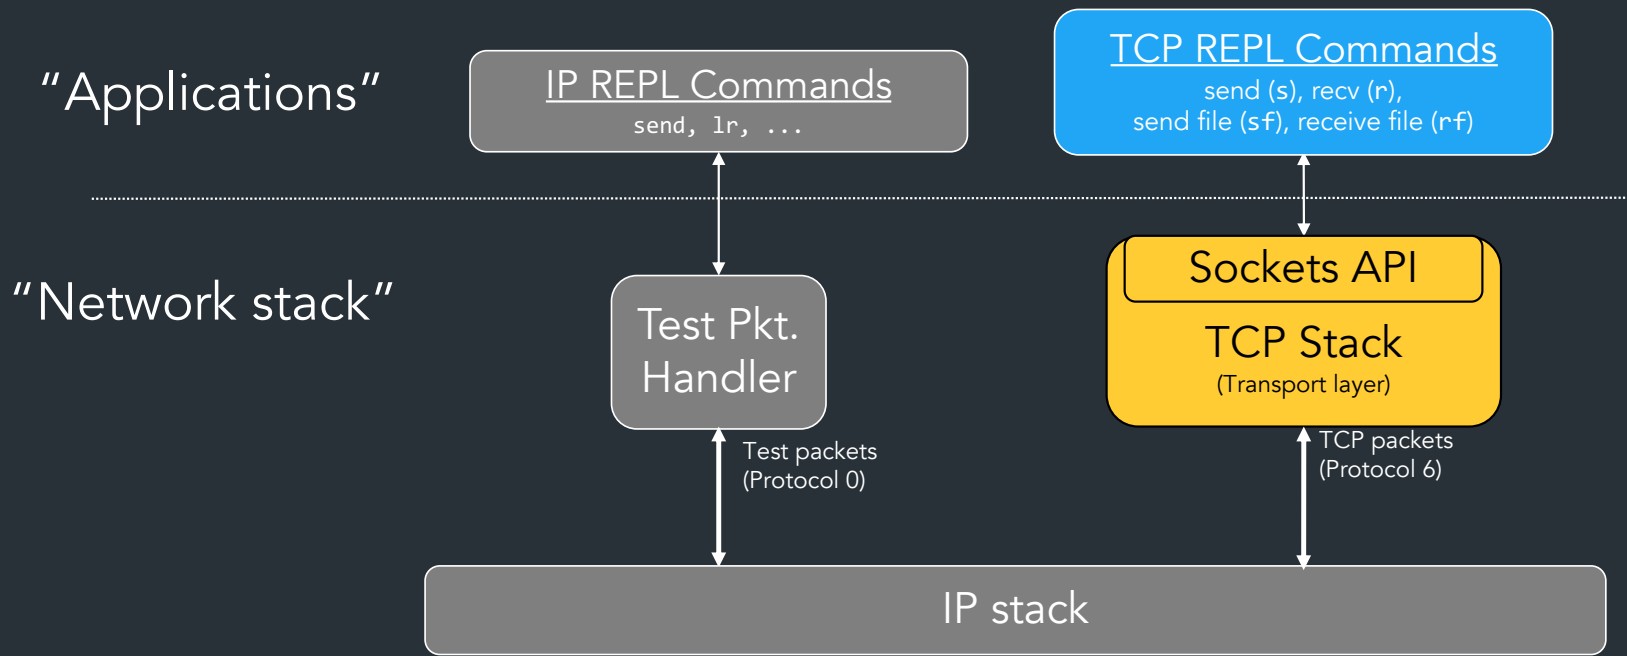 “Applications”
IP REPL Commands
send, lr, ...
TCP REPL Commands
send (s), recv (r),
send file (sf), receive file (rf)
“Network stack”
Test Pkt.
Handler
Sockets API
TCP Stack
(Transport layer)
Test packets
(Protocol 0)
TCP packets
(Protocol 6)
IP stack